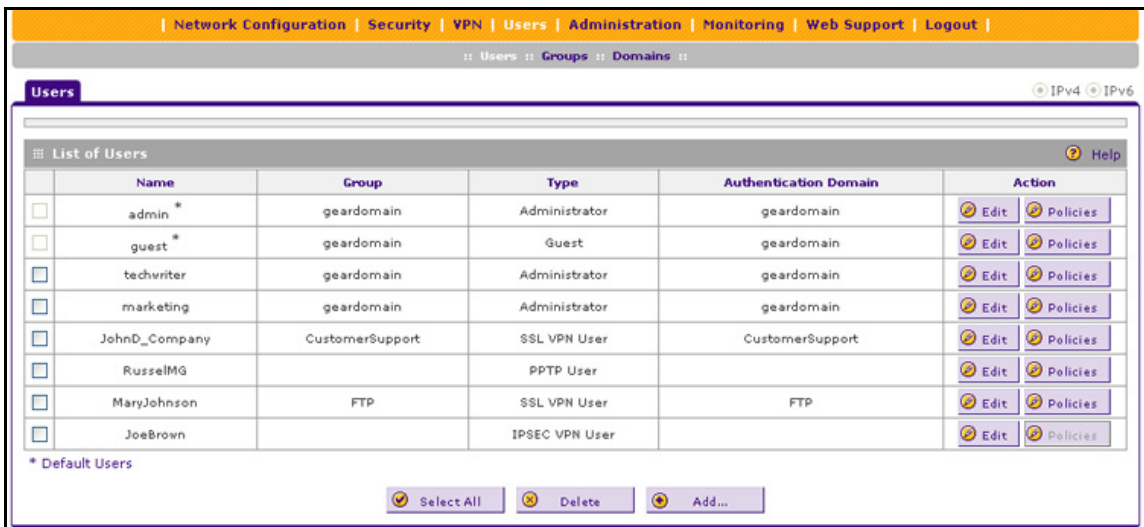 | Network Configuration | Security | VPN | Users | Administration | Monitoring | Web Support | Logout |
:: Users :: Groups :: Domains ::
Users IPv4 IPv6
List of Users Help
Name Group Type Authentication Domain Action
admin * geardomain Administrator geardomain Edit Policies
guest * geardomain Guest geardomain Edit Policies
techwriter geardomain Administrator geardomain Edit Policies
marketing geardomain Administrator geardomain Edit Policies
JohnD_Company CustomerSupport SSL VPN User CustomerSupport Edit Policies
RusselMG PPTP User Edit Policies
MaryJohnson FTP SSL VPN User FTP Edit Policies
JoeBrown IPSEC VPN User Edit Policies
* Default Users
Select All Delete Add...